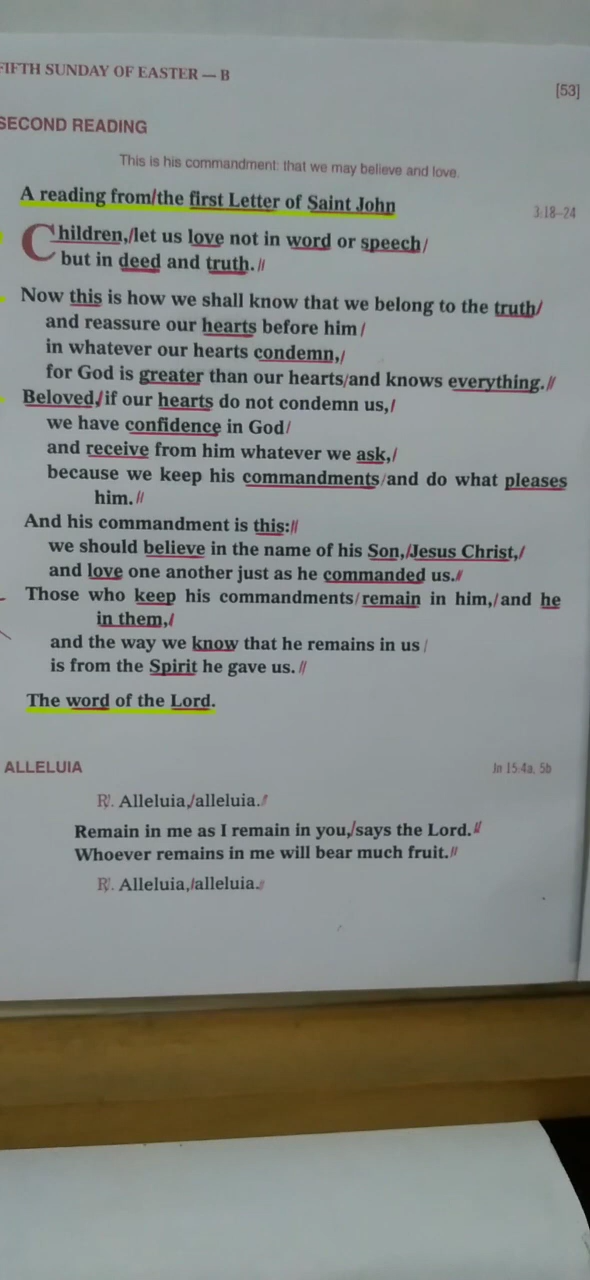 FIFTH SUNDAY OF EASTER — B
[53]
SECOND READING
This is his commandment: that we may believe and love.
A reading from/the first Letter of Saint John
3:18–24
Children,/let us love not in word or speech/
but in deed and truth.//
Now this is how we shall know that we belong to the truth/
and reassure our hearts before him/
in whatever our hearts condemn,/
for God is greater than our hearts/and knows everything.//
Beloved,/if our hearts do not condemn us,/
we have confidence in God/
and receive from him whatever we ask,/
because we keep his commandments/and do what pleases
him.//
And his commandment is this://
we should believe in the name of his Son,/Jesus Christ,/
and love one another just as he commanded us.//
Those who keep his commandments/remain in him,/and he
in them,/
and the way we know that he remains in us/
is from the Spirit he gave us.//
The word of the Lord.
ALLELUIA
Jn 15:4a, 5b
℟. Alleluia,/alleluia.//
Remain in me as I remain in you,/says the Lord.//
Whoever remains in me will bear much fruit.//
℟. Alleluia,/alleluia.//